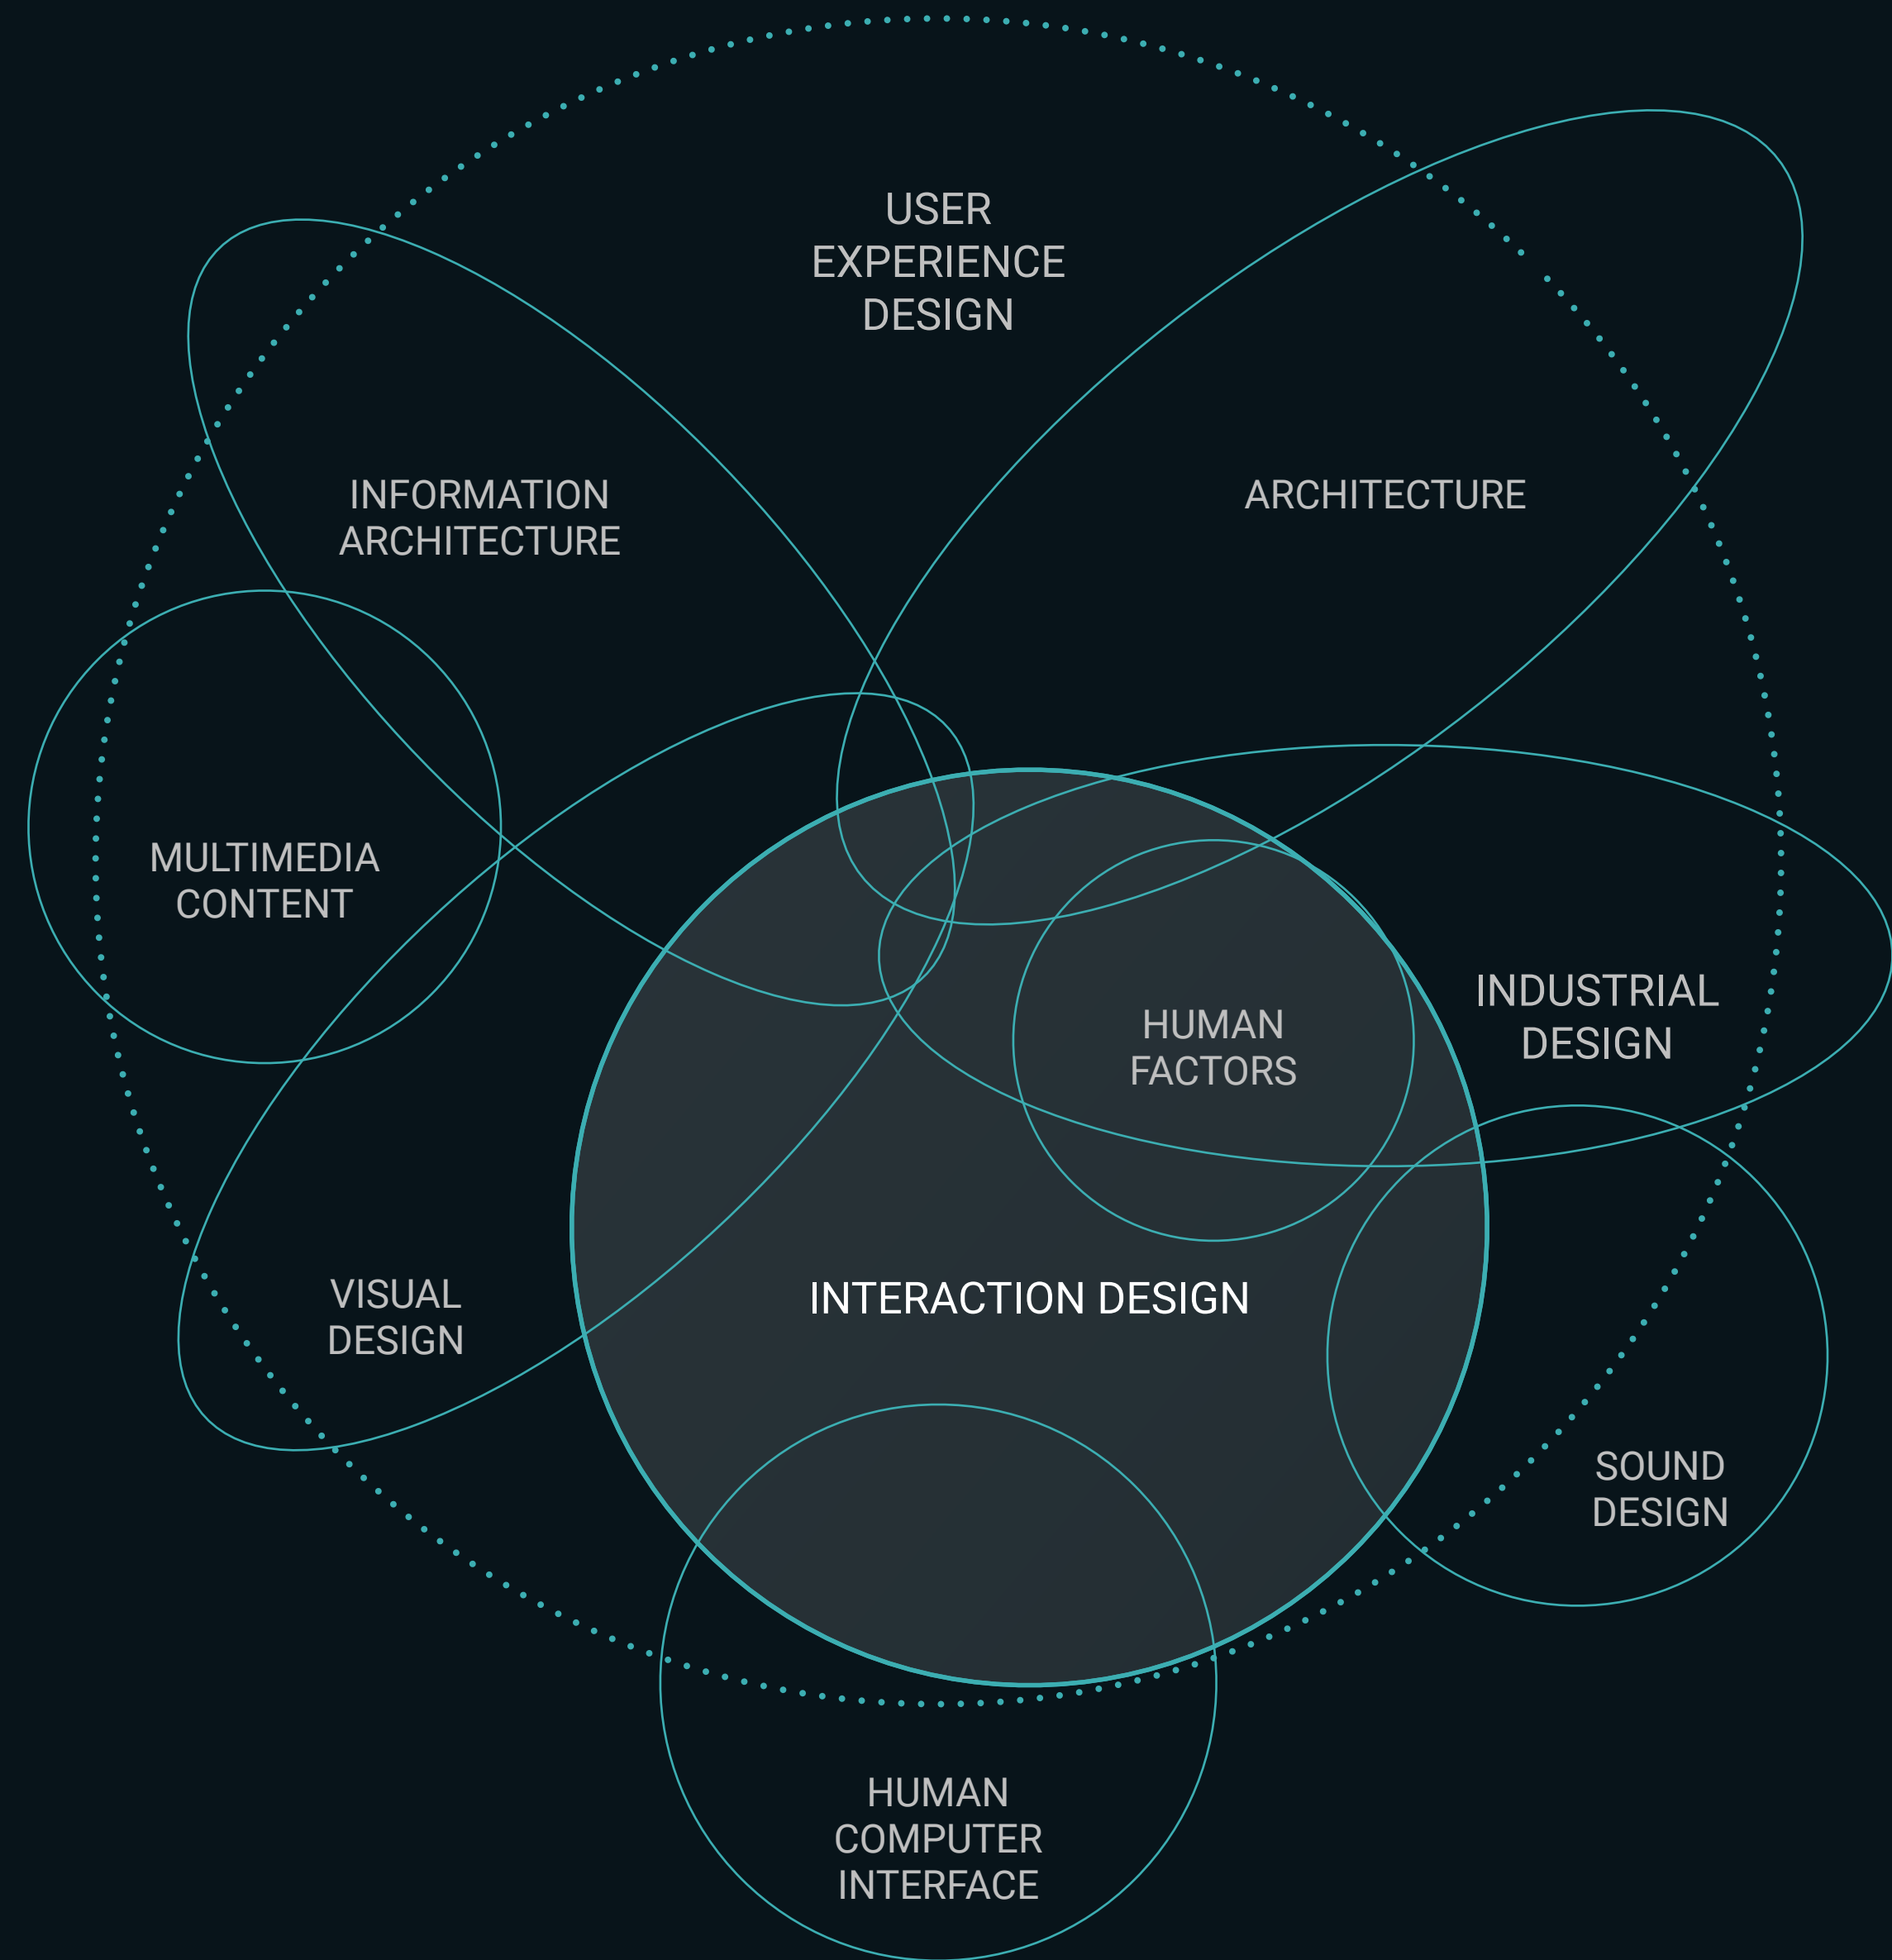 USER
EXPERIENCE
DESIGN
INFORMATION
ARCHITECTURE
ARCHITECTURE
MULTIMEDIA
CONTENT
INDUSTRIAL
DESIGN
HUMAN
FACTORS
VISUAL
DESIGN
INTERACTION DESIGN
SOUND
DESIGN
HUMAN
COMPUTER
INTERFACE